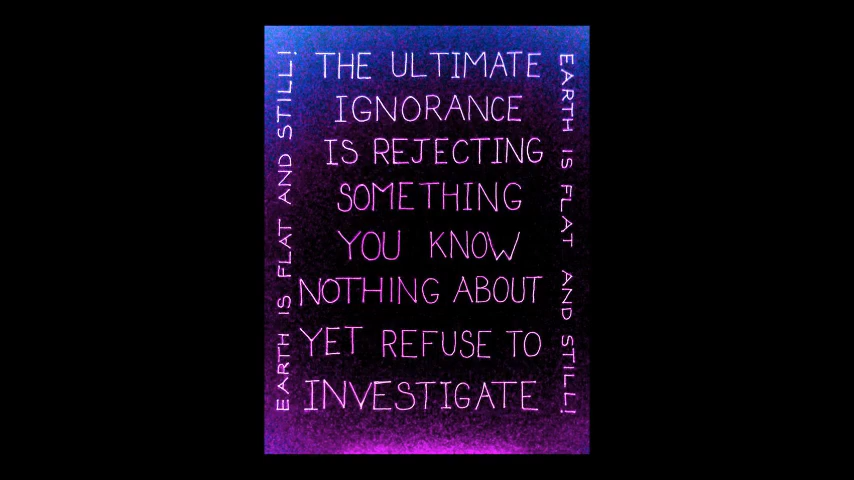 EARTH IS FLAT AND STILL!
THE ULTIMATE
IGNORANCE
IS REJECTING
SOMETHING
YOU KNOW
NOTHING ABOUT
YET REFUSE TO
INVESTIGATE
EARTH IS FLAT AND STILL!